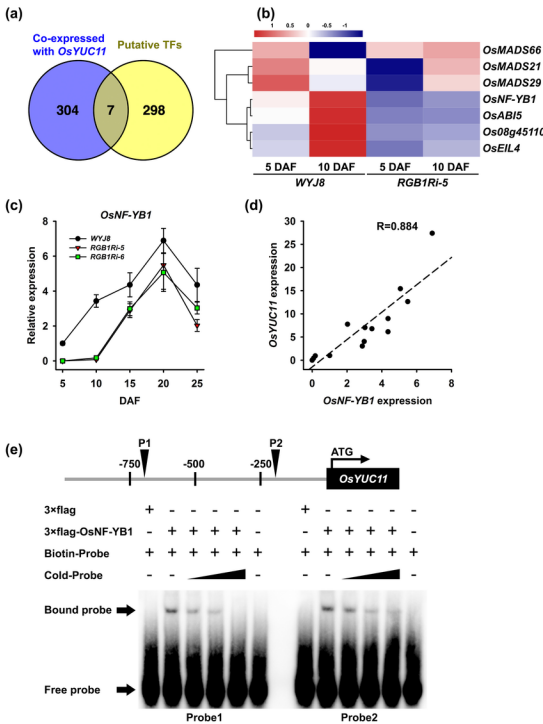 (a)
Co-expressed
with OsYUC11
Putative TFs
304
7
298
(b)
1 0.5 0 -0.5 -1
OsMADS66
OsMADS21
OsMADS29
OsNF-YB1
OsABI5
Os08g45110
OsEIL4
5 DAF 10 DAF 5 DAF 10 DAF
WYJ8 RGB1Ri-5
(c)
OsNF-YB1
WYJ8
RGB1Ri-5
RGB1Ri-6
Relative expression
8
6
4
2
0
5 10 15 20 25
DAF
(d)
R=0.884
OsYUC11 expression
30
25
20
15
10
5
0
0 2 4 6 8
OsNF-YB1 expression
(e)
P1 P2
-750 -500 -250
ATG
OsYUC11
3×flag + - - - - - + - - - - -
3×flag-OsNF-YB1 - + + + + - - + + + + -
Biotin-Probe + + + + + + + + + + + +
Cold-Probe - - - - - -
Bound probe
Free probe
Probe1 Probe2